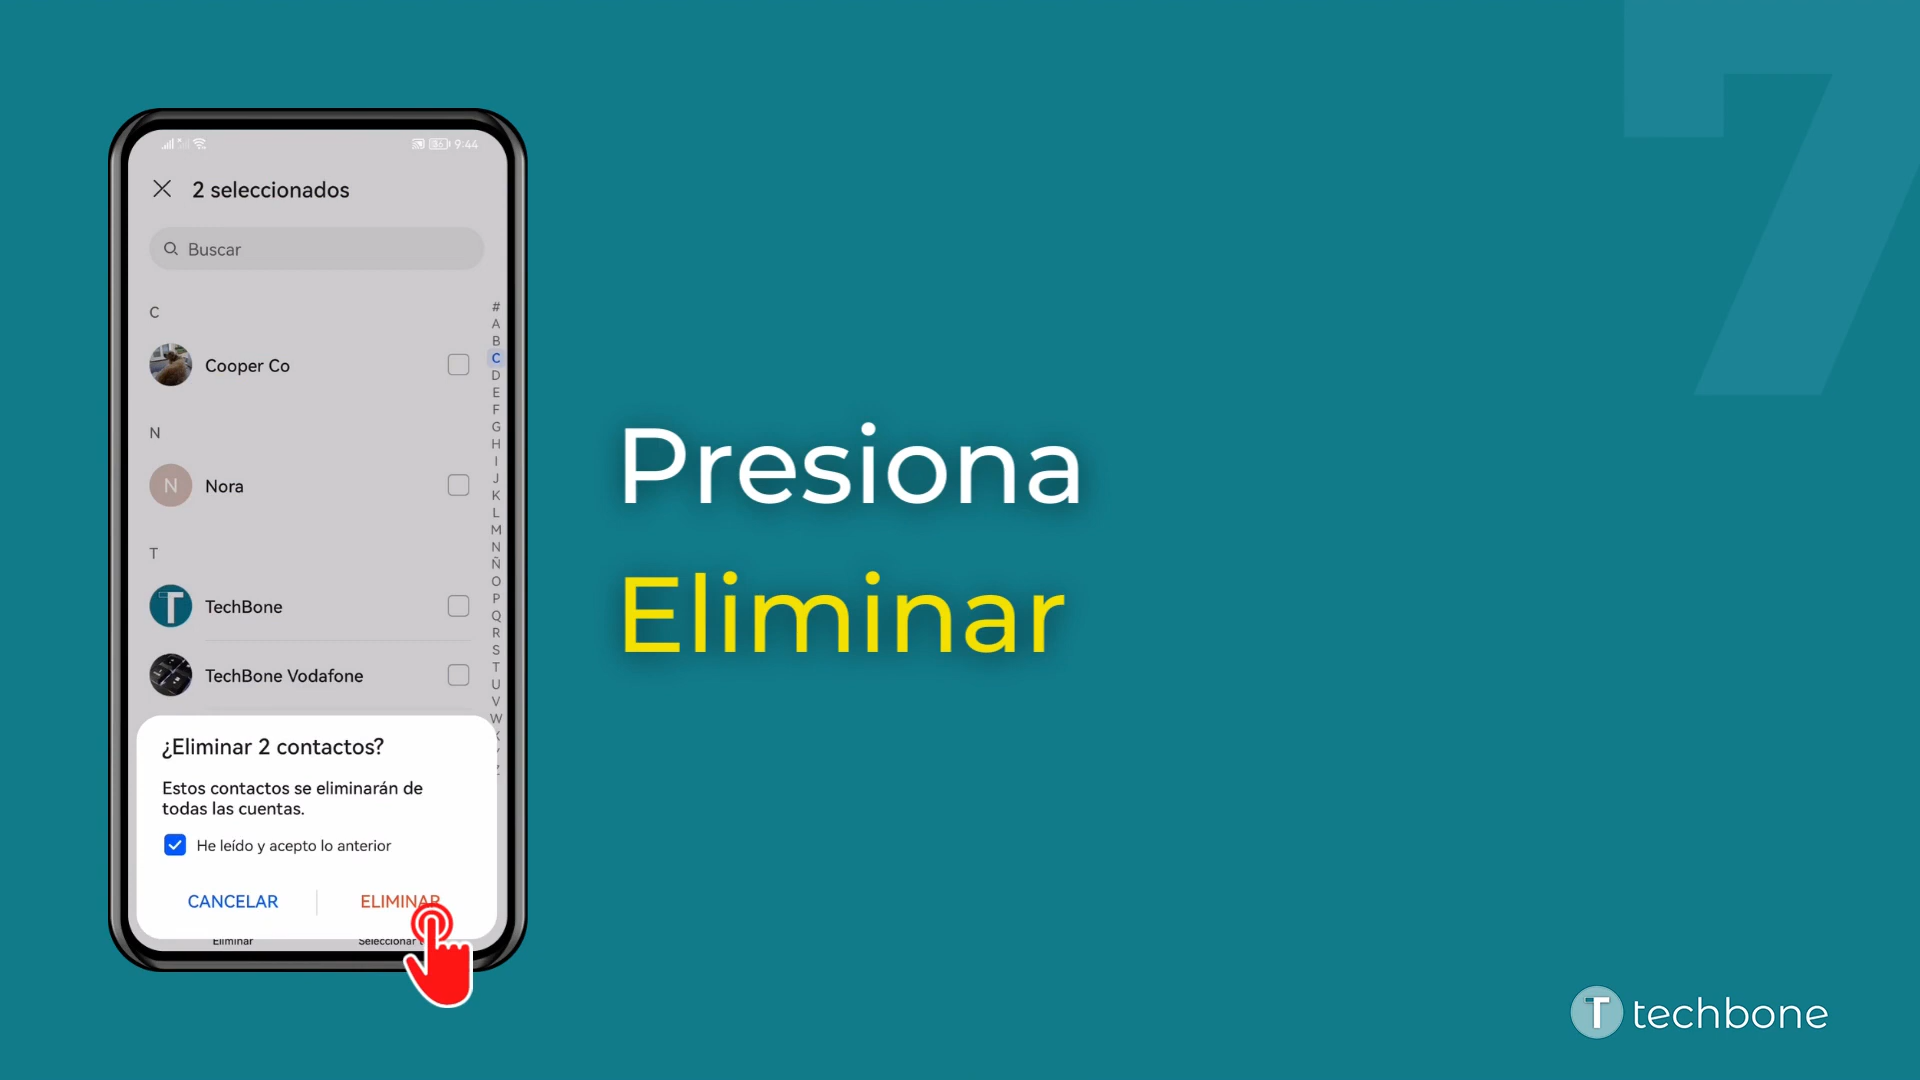 7
9:44
2 seleccionados
Buscar
C
Cooper Co
N
N
Nora
T
T
TechBone
TechBone Vodafone
#
A
B
C
D
E
F
G
H
I
J
K
L
M
N
Ñ
O
P
Q
R
S
T
U
V
W
¿Eliminar 2 contactos?
Estos contactos se eliminarán de
todas las cuentas.
He leído y acepto lo anterior
CANCELAR
ELIMINAR
Eliminar
Seleccionar
Presiona
Eliminar
T techbone